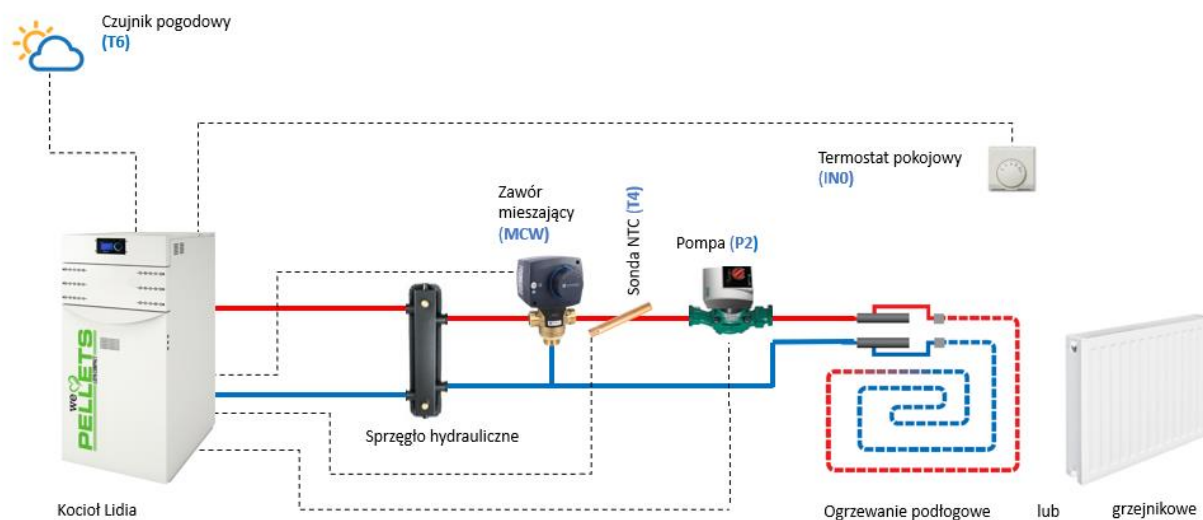 Czujnik pogodowy
(T6)
Termostat pokojowy
(IN0)
Zawór
mieszający
(MCW)
Sonda NTC (T4)
Pompa (P2)
we
PELLETS
Sprzęgło hydrauliczne
Kocioł Lidia
Ogrzewanie podłogowe lub grzejnikowe